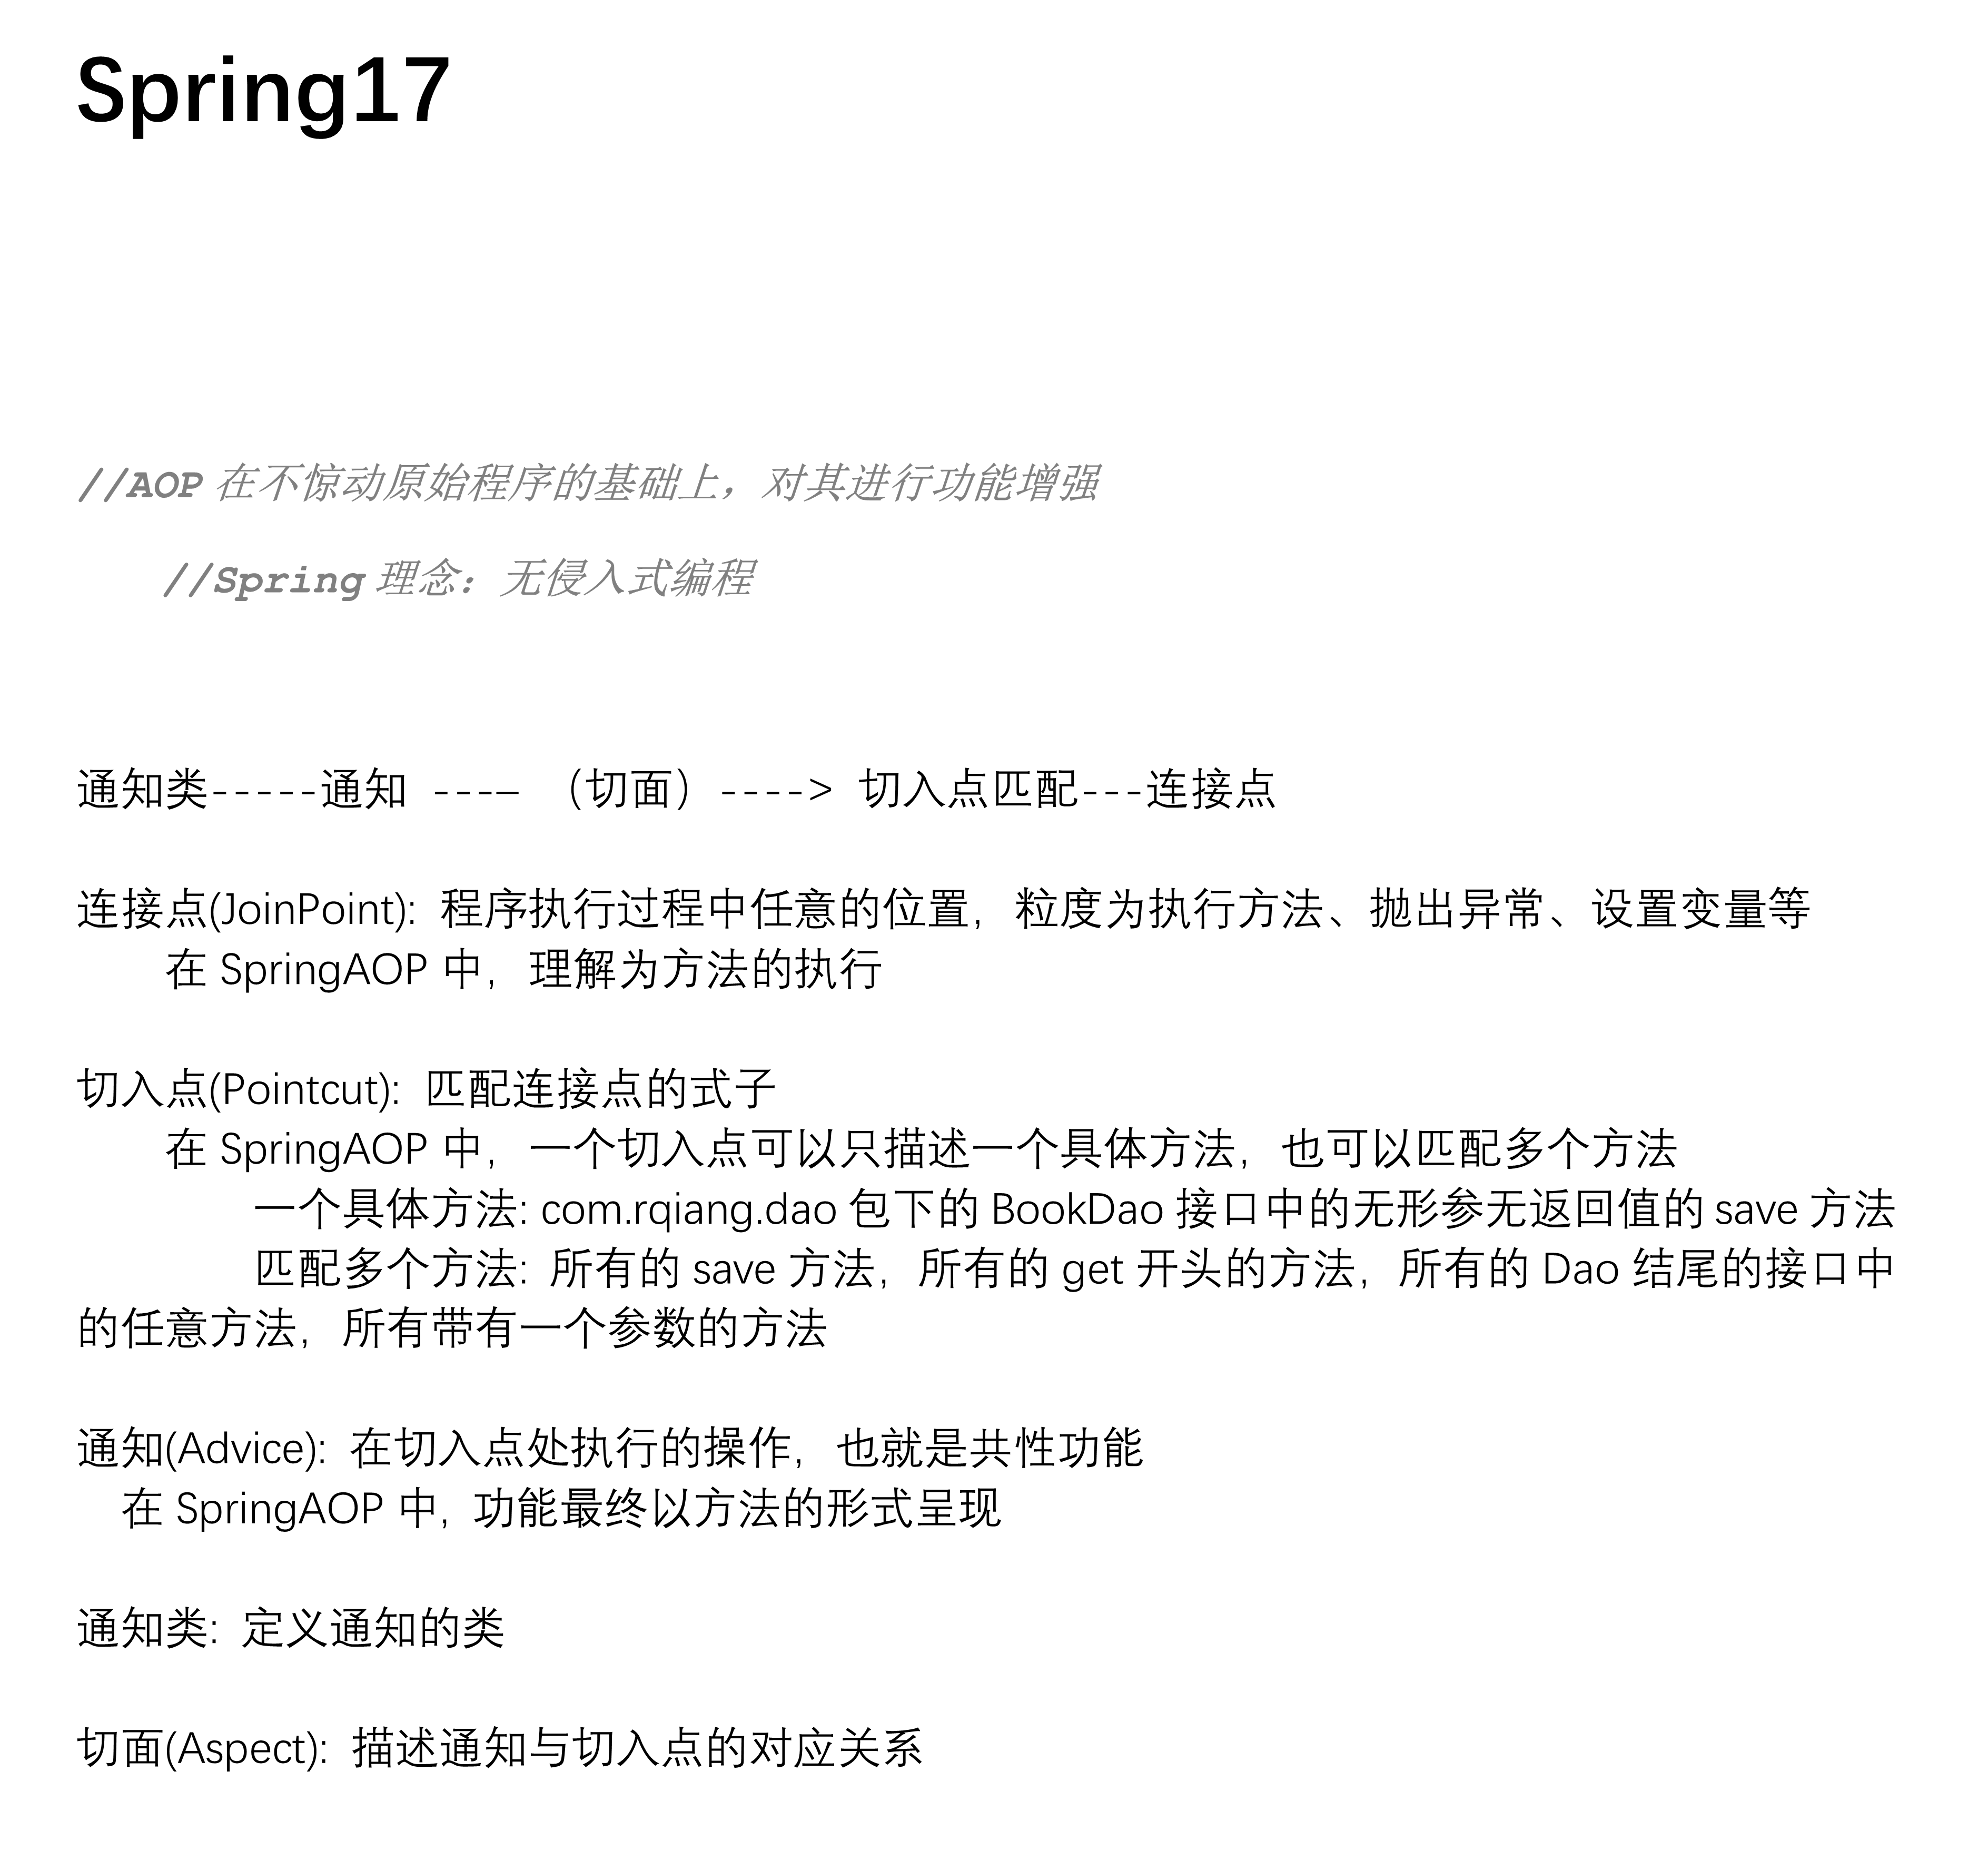 Spring17
//AOP 在不惊动原始程序的基础上，对其进行功能增强
//Spring 理念：无侵入式编程
通知类-----通知 ---– （切面）----> 切入点匹配---连接点
连接点(JoinPoint)：程序执行过程中任意的位置，粒度为执行方法、抛出异常、设置变量等
在 SpringAOP 中，理解为方法的执行
切入点(Pointcut)：匹配连接点的式子
在 SpringAOP 中，一个切入点可以只描述一个具体方法，也可以匹配多个方法
一个具体方法: com.rqiang.dao 包下的 BookDao 接口中的无形参无返回值的 save 方法
匹配多个方法：所有的 save 方法，所有的 get 开头的方法，所有的 Dao 结尾的接口中
的任意方法，所有带有一个参数的方法
通知(Advice)：在切入点处执行的操作，也就是共性功能
在 SpringAOP 中, 功能最终以方法的形式呈现
通知类：定义通知的类
切面(Aspect)：描述通知与切入点的对应关系